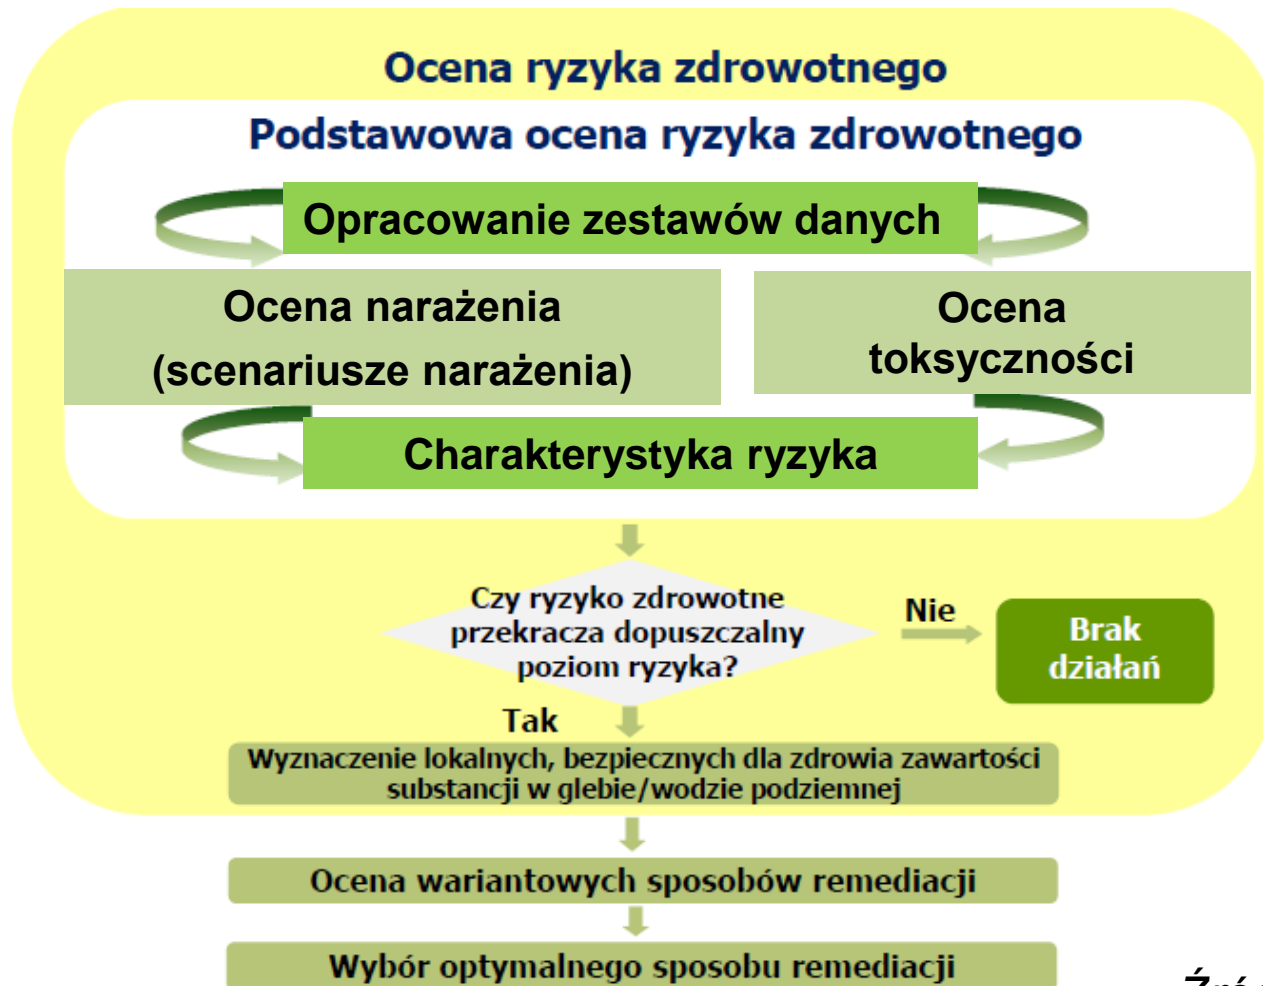 Ocena ryzyka zdrowotnego
Podstawowa ocena ryzyka zdrowotnego
Opracowanie zestawów danych
Ocena narażenia
(scenariusze narażenia)
Ocena
toksyczności
Charakterystyka ryzyka
Czy ryzyko zdrowotne
przekracza dopuszczalny
poziom ryzyka?
Nie
Brak
działań
Tak
Wyznaczenie lokalnych, bezpiecznych dla zdrowia zawartości
substancji w glebie/wodzie podziemnej
Ocena wariantowych sposobów remediacji
Wybór optymalnego sposobu remediacji